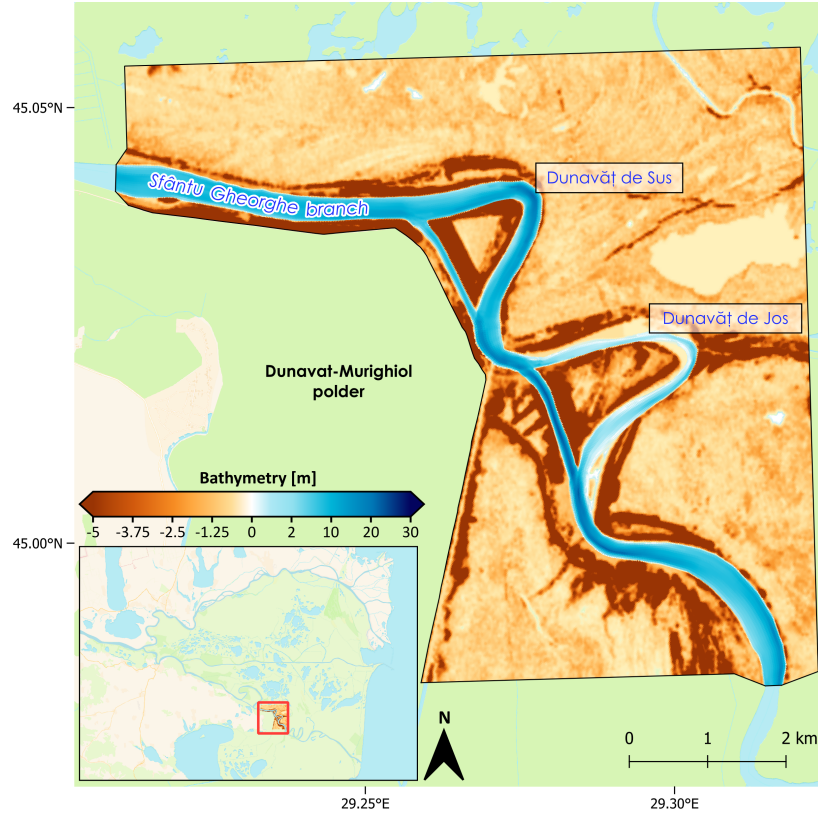 45.05°N
Sfântu Gheorghe branch
Dunavăț de Sus
Dunavăț de Jos
Dunavat-Murighiol
polder
Bathymetry [m]
-5 -3.75 -2.5 -1.25 0 2 10 20 30
45.00°N
N
0 1 2 km
29.25°E 29.30°E